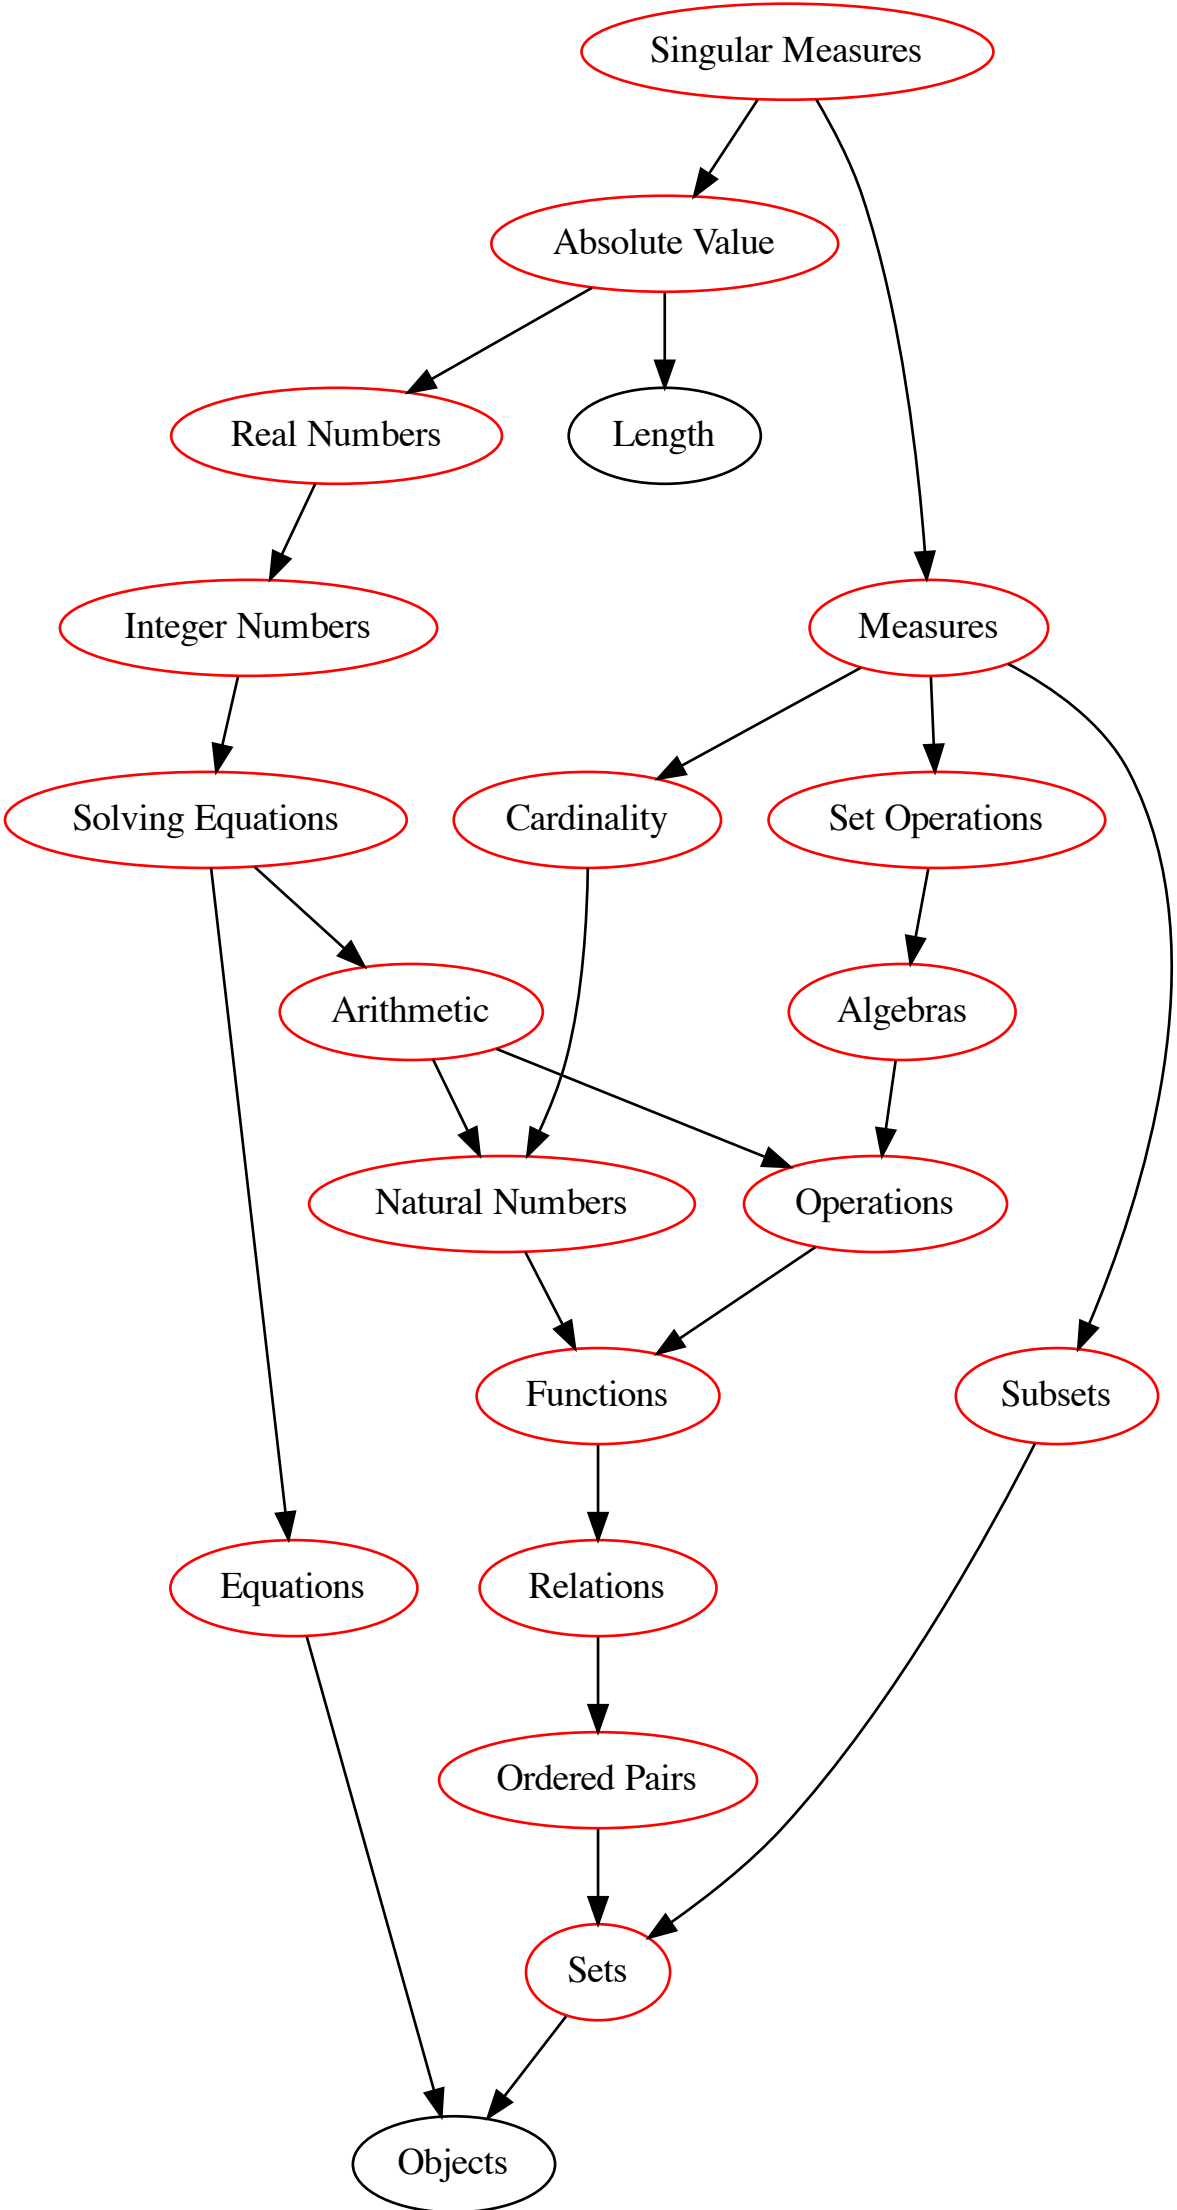 Singular Measures
Absolute Value
Real Numbers
Length
Integer Numbers
Measures
Solving Equations
Cardinality
Set Operations
Arithmetic
Algebras
Natural Numbers
Operations
Functions
Subsets
Equations
Relations
Ordered Pairs
Sets
Objects